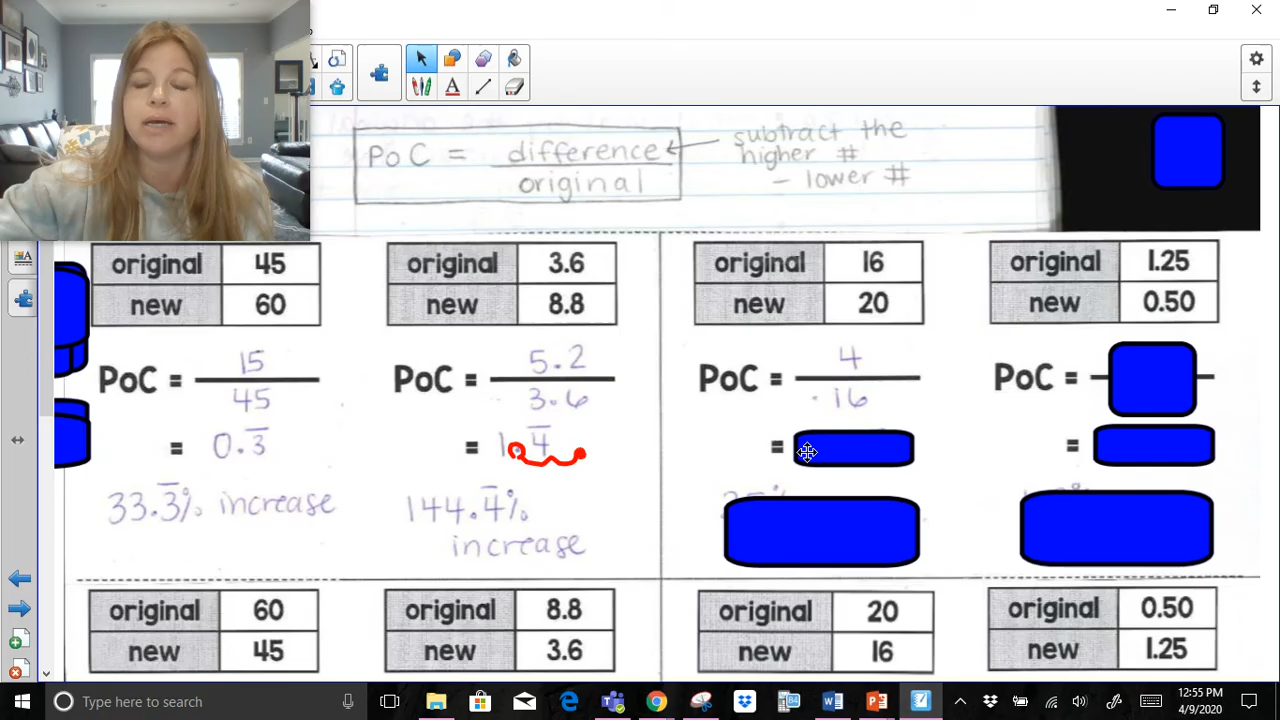 PoC = difference
original
subtract the
higher #
- lower #
original 45
new 60
PoC = 15
45
= 0.3̅
33.3̅% increase
original 3.6
new 8.8
PoC = 5.2
3.6
= 1.4̅
144.4̅%
increase
original 16
new 20
PoC = 4
16
=
original 1.25
new 0.50
PoC =
=
original 60
new 45
original 8.8
new 3.6
original 20
new 16
original 0.50
new 1.25
Type here to search
12:55 PM
4/9/2020